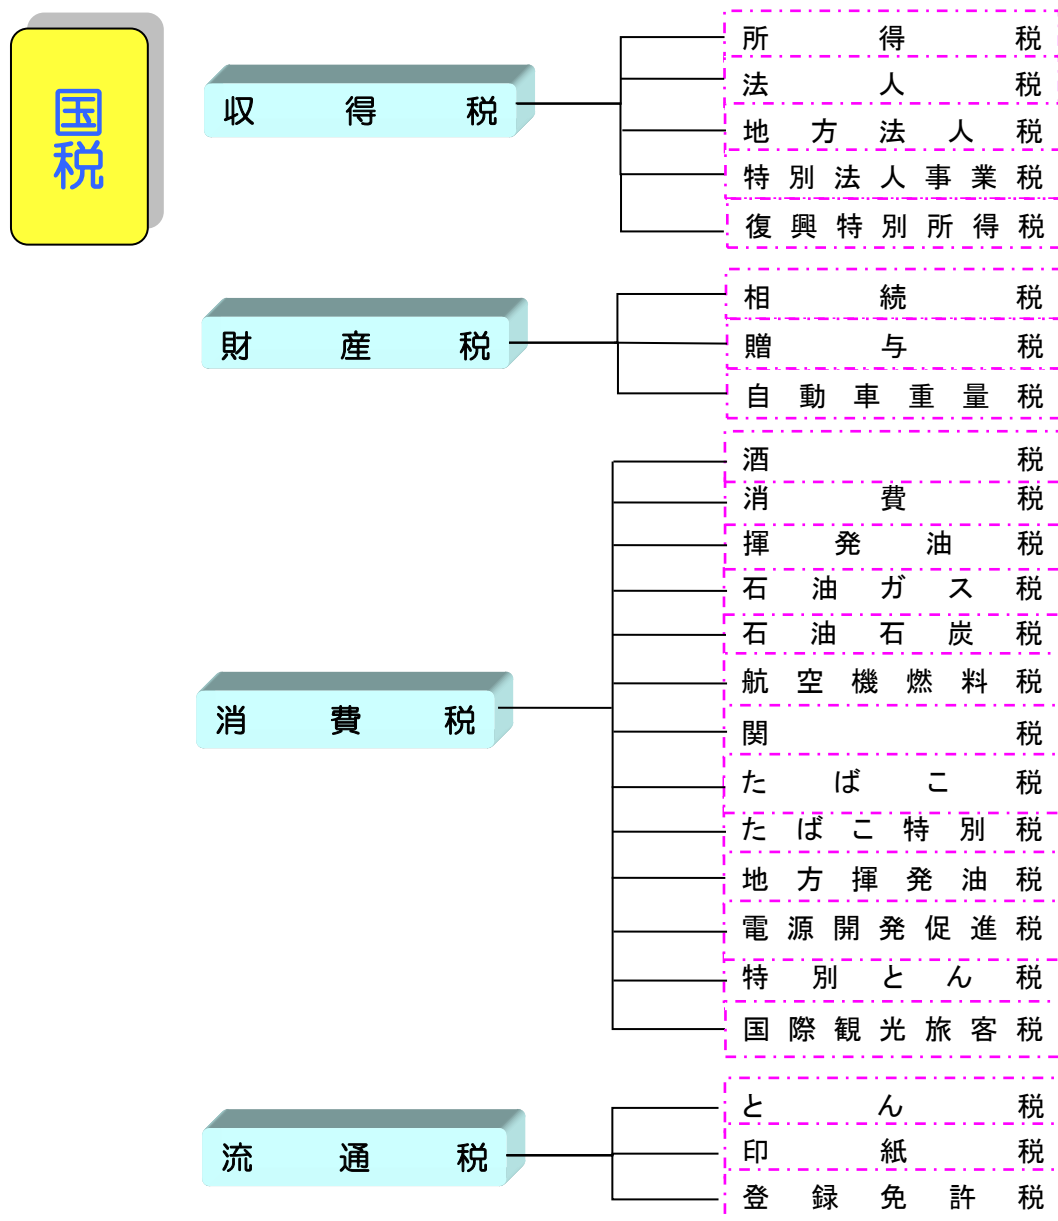 国税
収得税
所得税
法人税
地方法人税
特別法人事業税
復興特別所得税
財産税
相続税
贈与税
自動車重量税
消費税
酒税
消費税
揮発油税
石油ガス税
石油石炭税
航空機燃料税
関税
たばこ税
たばこ特別税
地方揮発油税
電源開発促進税
特別とん税
国際観光旅客税
流通税
とん税
印紙税
登録免許税